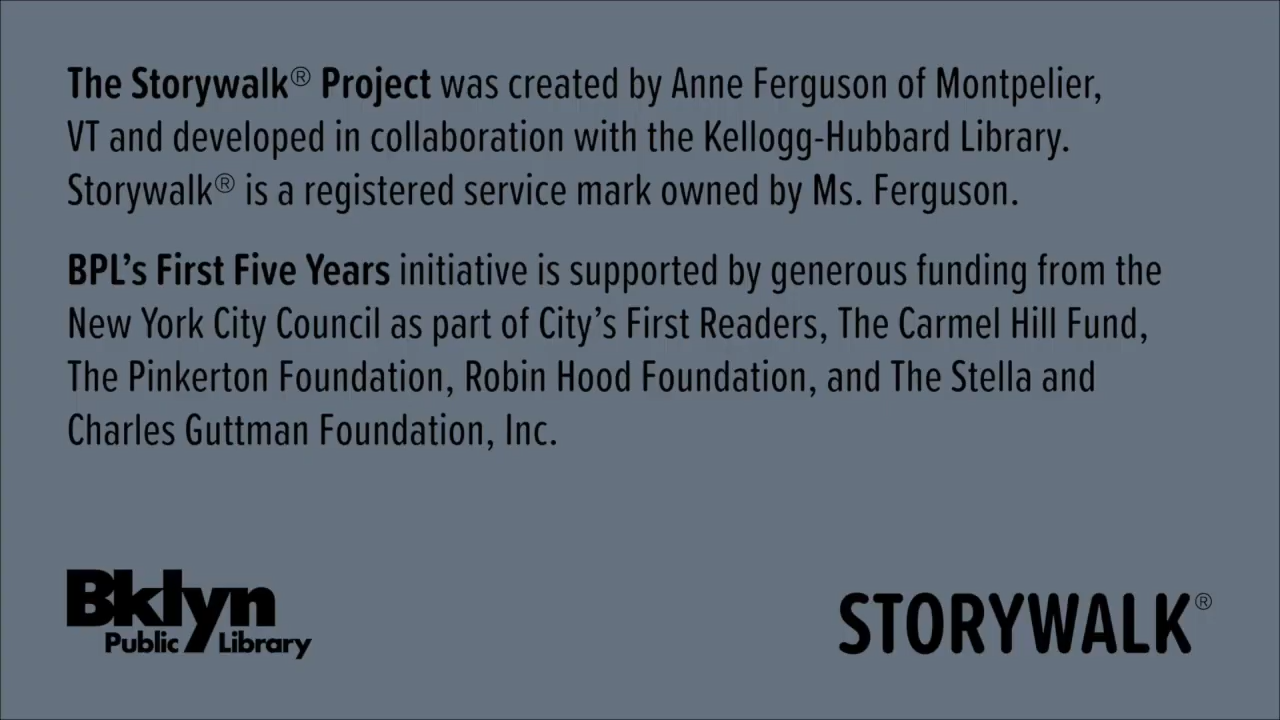 The Storywalk® Project was created by Anne Ferguson of Montpelier,
VT and developed in collaboration with the Kellogg-Hubbard Library.
Storywalk® is a registered service mark owned by Ms. Ferguson.
BPL's First Five Years initiative is supported by generous funding from the
New York City Council as part of City's First Readers, The Carmel Hill Fund,
The Pinkerton Foundation, Robin Hood Foundation, and The Stella and
Charles Guttman Foundation, Inc.
Bklyn
Public Library
STORYWALK®